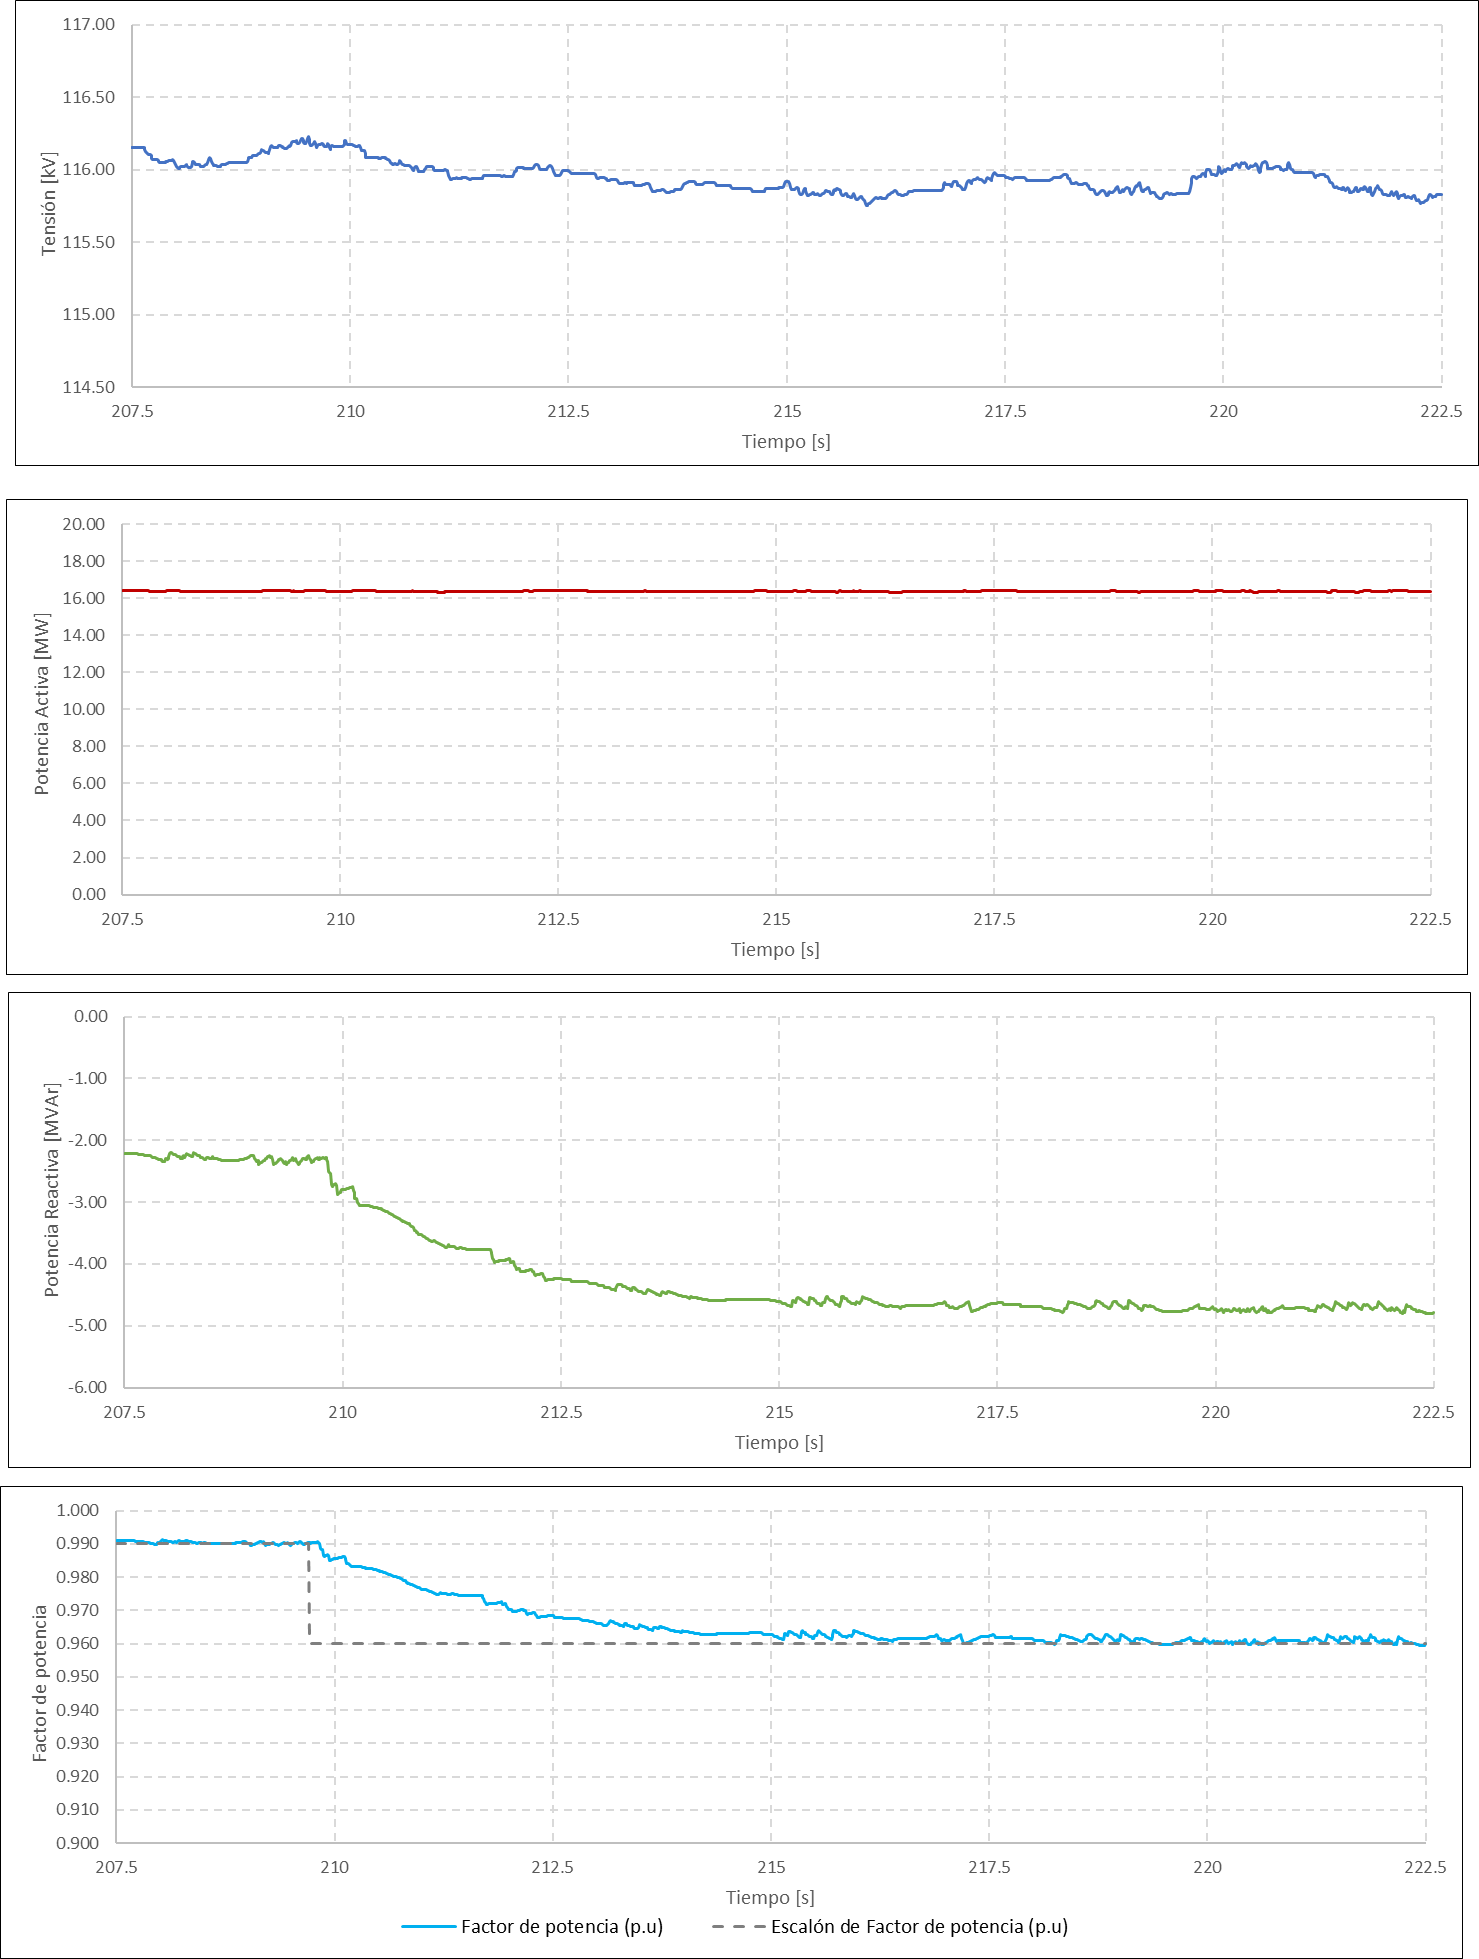 117.00
116.50
116.00
115.50
115.00
114.50
Tensión [kV]
207.5 210 212.5 215 217.5 220 222.5
Tiempo [s]
20.00
18.00
16.00
14.00
12.00
10.00
8.00
6.00
4.00
2.00
0.00
Potencia Activa [MW]
207.5 210 212.5 215 217.5 220 222.5
Tiempo [s]
0.00
-1.00
-2.00
-3.00
-4.00
-5.00
-6.00
Potencia Reactiva [MVAr]
207.5 210 212.5 215 217.5 220 222.5
Tiempo [s]
1.000
0.990
0.980
0.970
0.960
0.950
0.940
0.930
0.920
0.910
0.900
Factor de potencia
207.5 210 212.5 215 217.5 220 222.5
Tiempo [s]
Factor de potencia (p.u) Escalón de Factor de potencia (p.u)